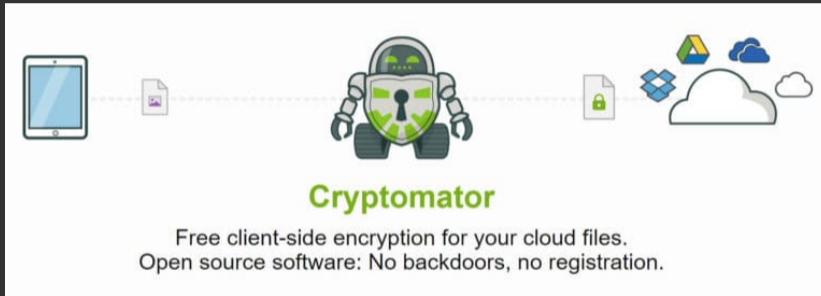 Cryptomator
Free client-side encryption for your cloud files.
Open source software: No backdoors, no registration.